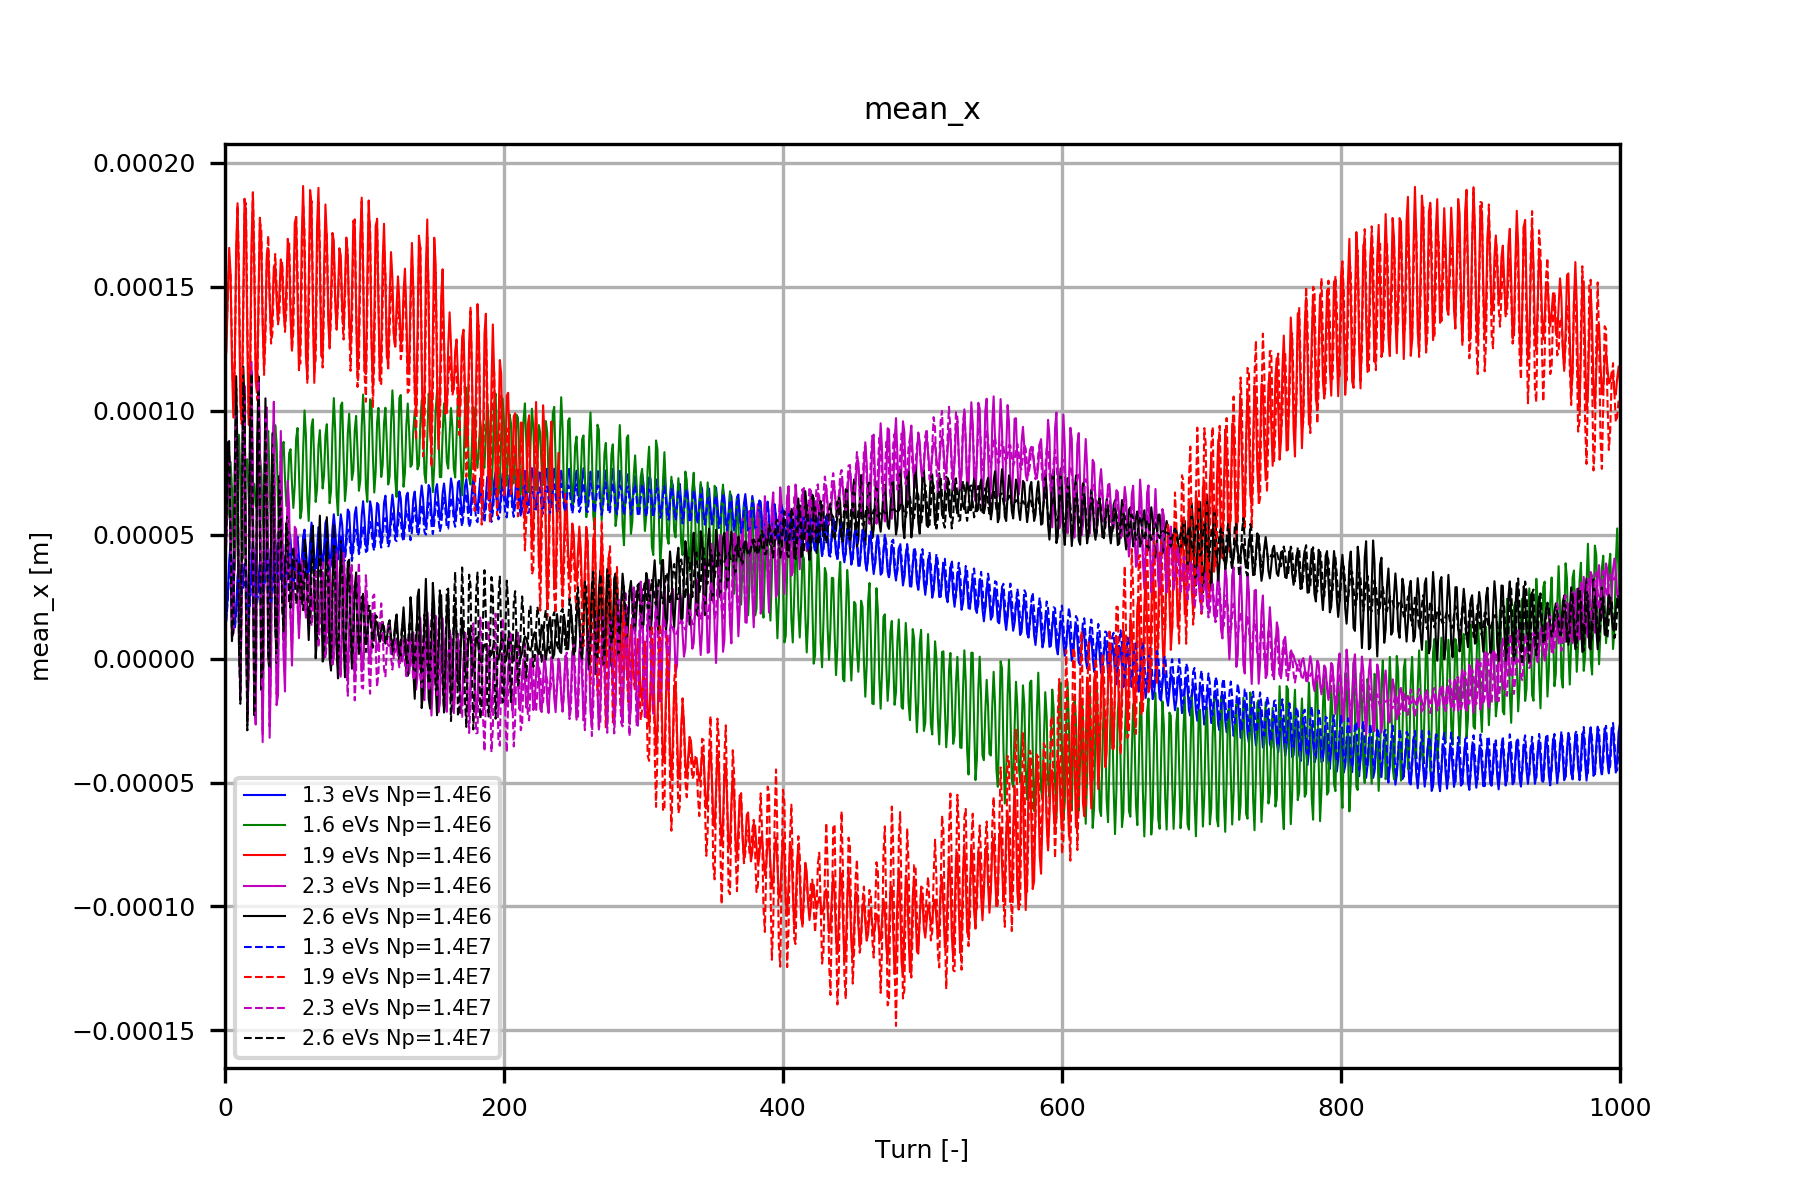 mean_x
0.00020
0.00015
0.00010
0.00005
0.00000
−0.00005
−0.00010
−0.00015
mean_x [m]
1.3 eVs Np=1.4E6
1.6 eVs Np=1.4E6
1.9 eVs Np=1.4E6
2.3 eVs Np=1.4E6
2.6 eVs Np=1.4E6
1.3 eVs Np=1.4E7
1.9 eVs Np=1.4E7
2.3 eVs Np=1.4E7
2.6 eVs Np=1.4E7
0 200 400 600 800 1000
Turn [-]